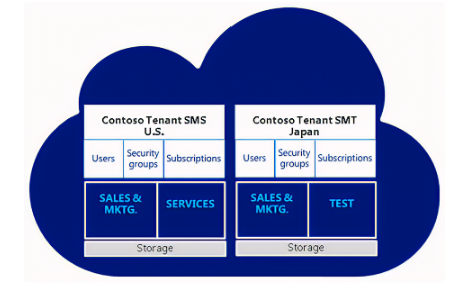 Contoso Tenant SMS
U.S.
Users
Security
groups
Subscriptions
SALES &
MKTG.
SERVICES
Storage
Contoso Tenant SMT
Japan
Users
Security
groups
Subscriptions
SALES &
MKTG.
TEST
Storage